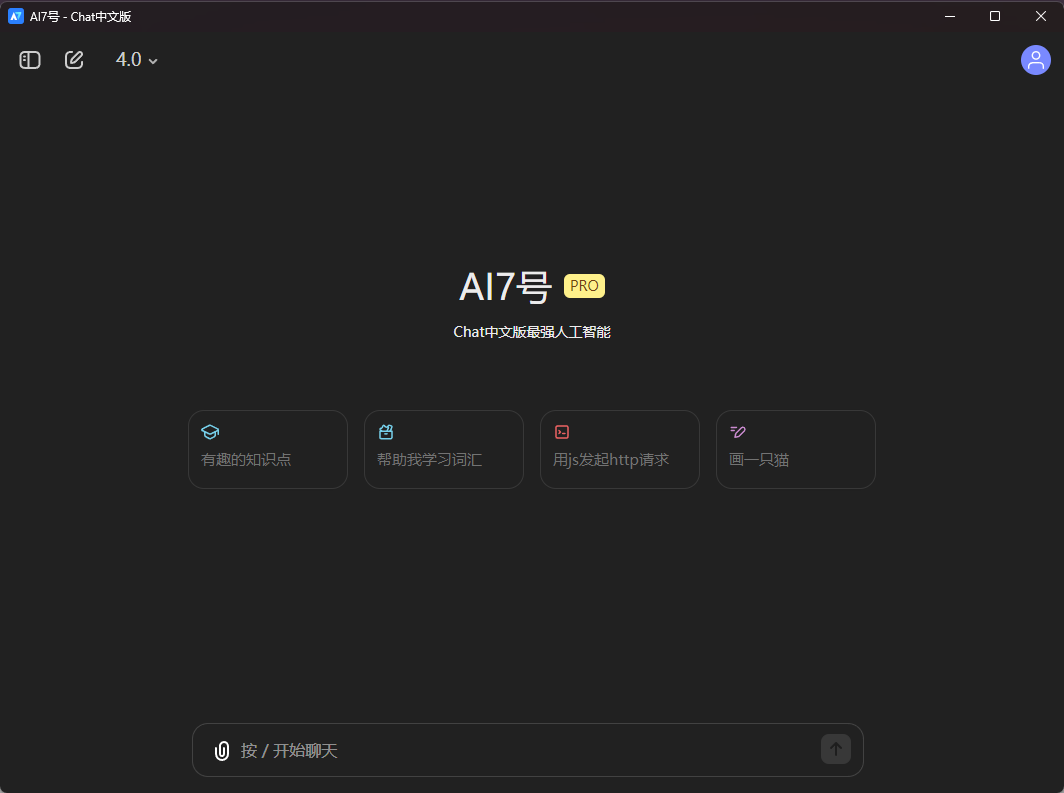 AI7号 - Chat中文版
4.0
AI7号 PRO
Chat中文版最强人工智能
有趣的知识点
帮助我学习词汇
用js发起http请求
画一只猫
按 / 开始聊天